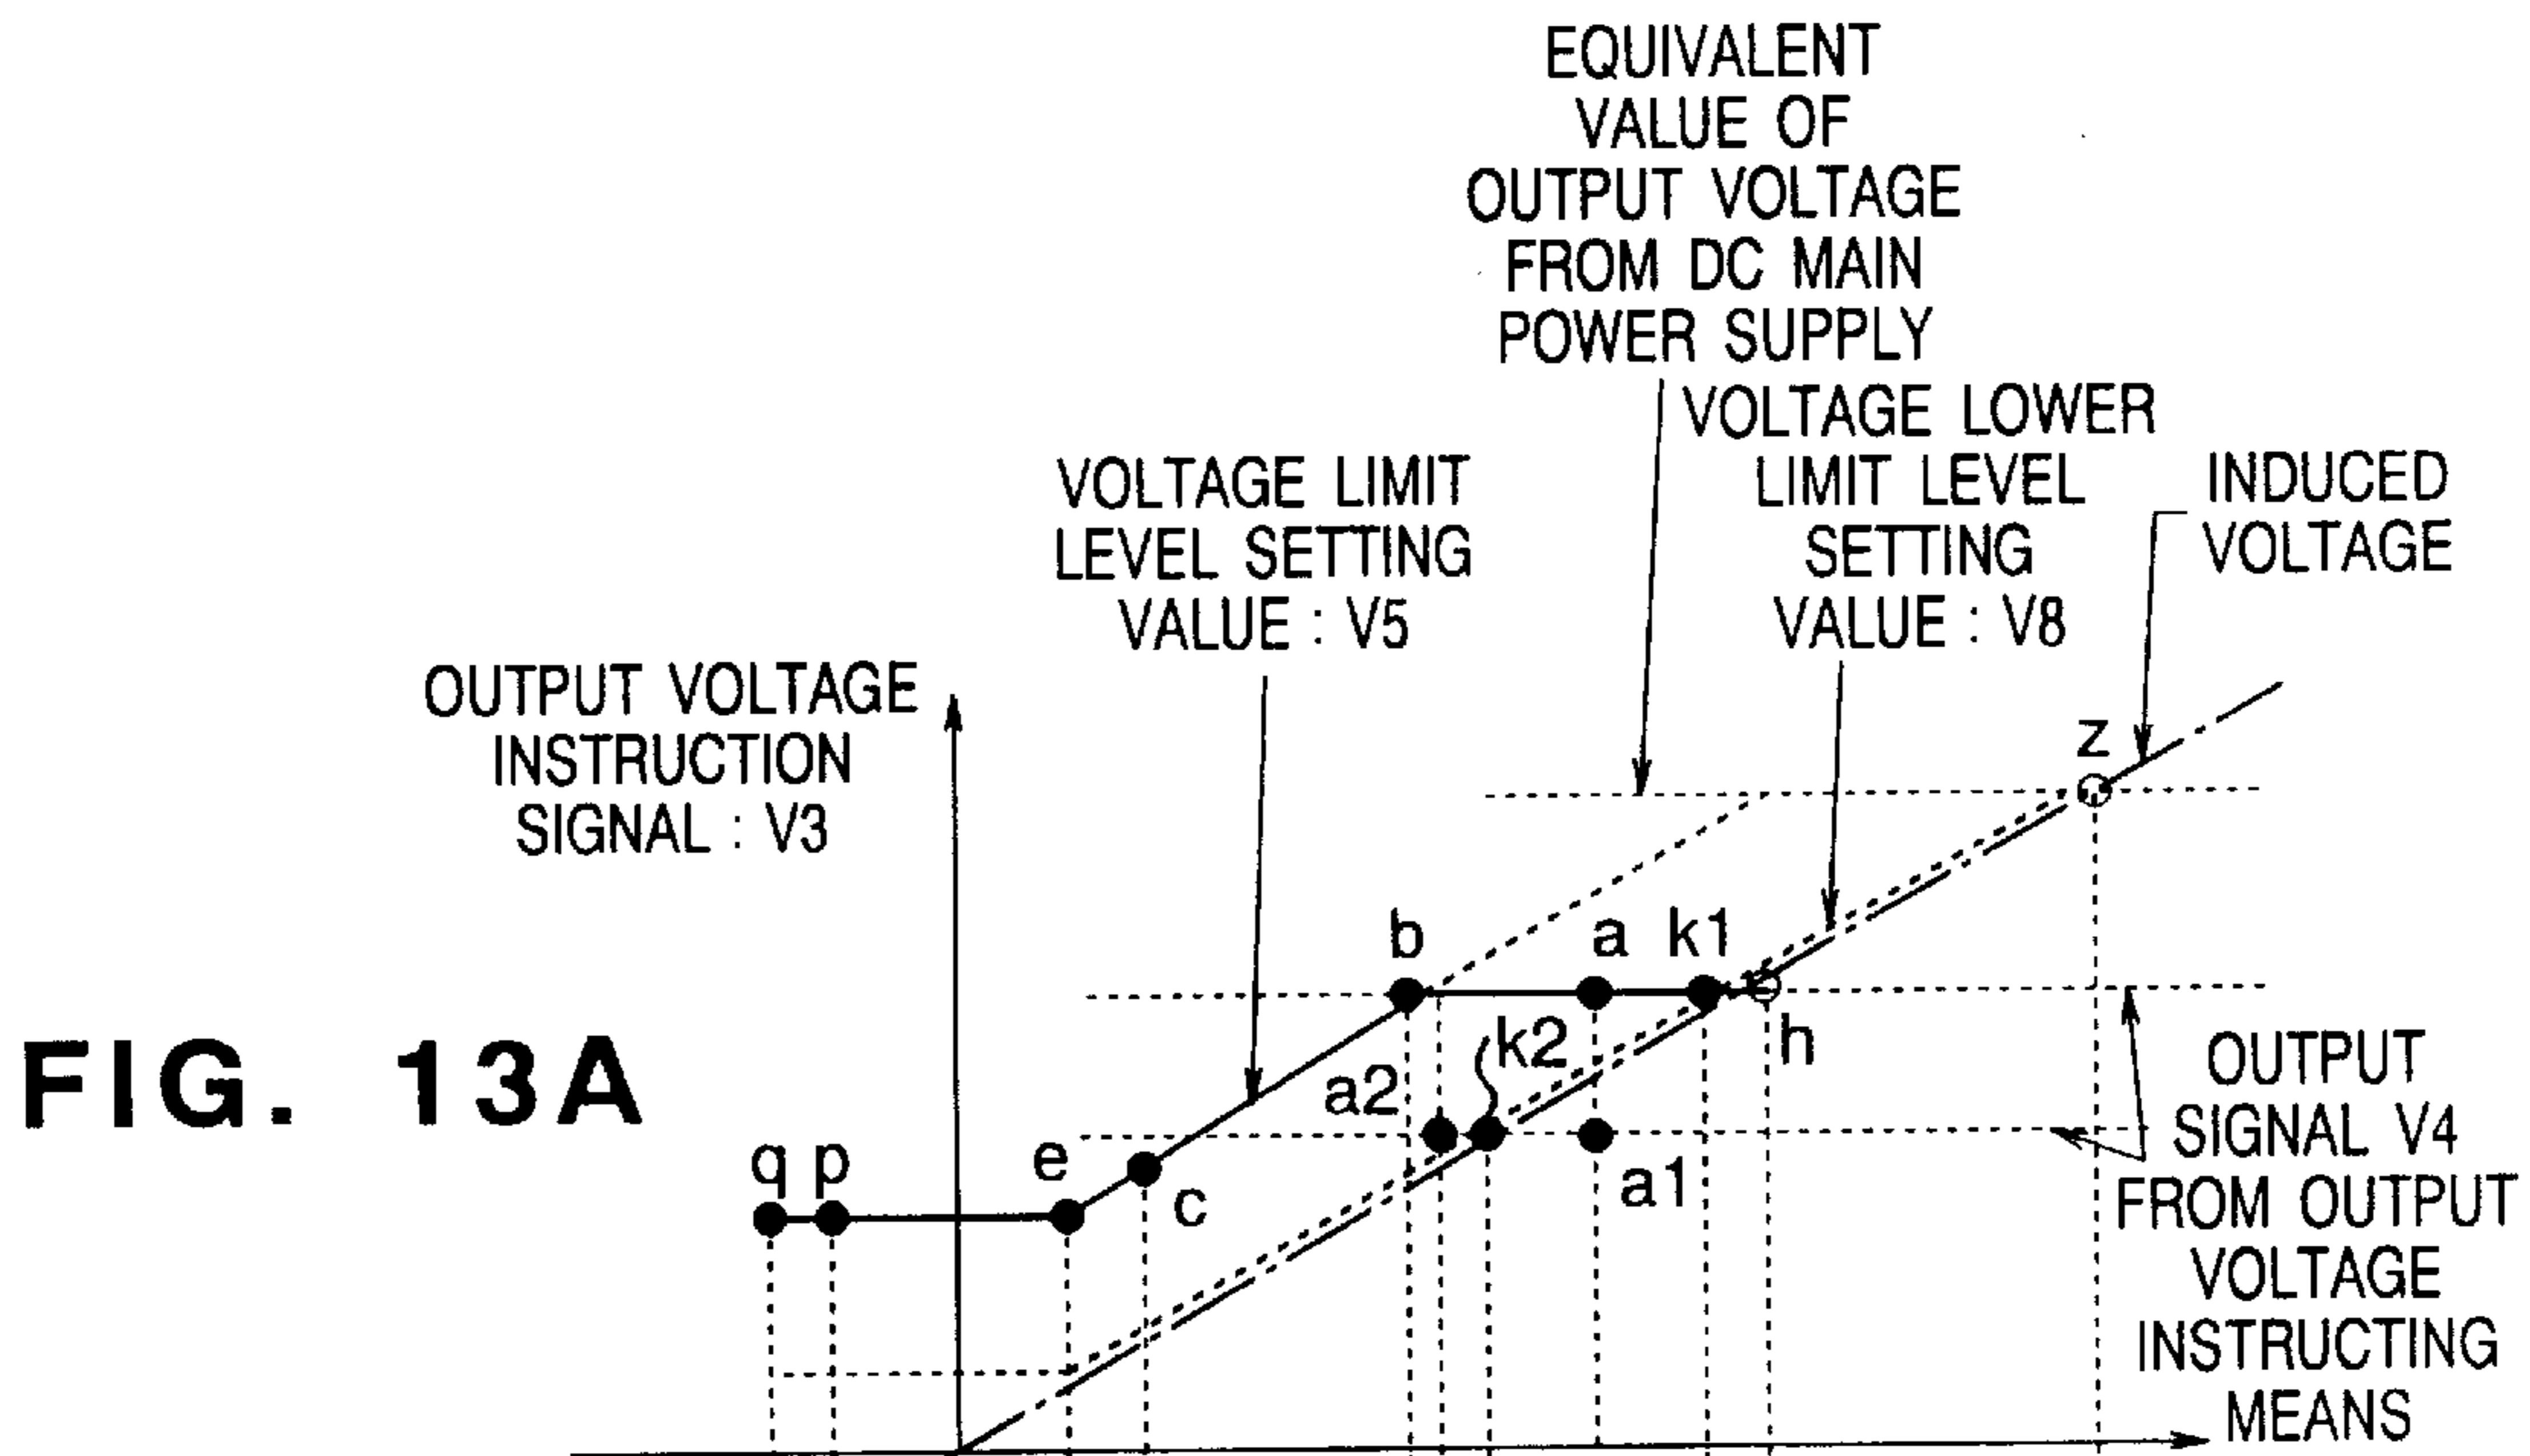 EQUIVALENT
VALUE OF
OUTPUT VOLTAGE
FROM DC MAIN
POWER SUPPLY
VOLTAGE LOWER
LIMIT LEVEL
SETTING
VALUE : V8
INDUCED
VOLTAGE
VOLTAGE LIMIT
LEVEL SETTING
VALUE : V5
OUTPUT VOLTAGE
INSTRUCTION
SIGNAL : V3
z
b
a
k1
h
k2
a2
a1
q
p
e
c
FIG. 13A
OUTPUT
SIGNAL V4
FROM OUTPUT
VOLTAGE
INSTRUCTING
MEANS